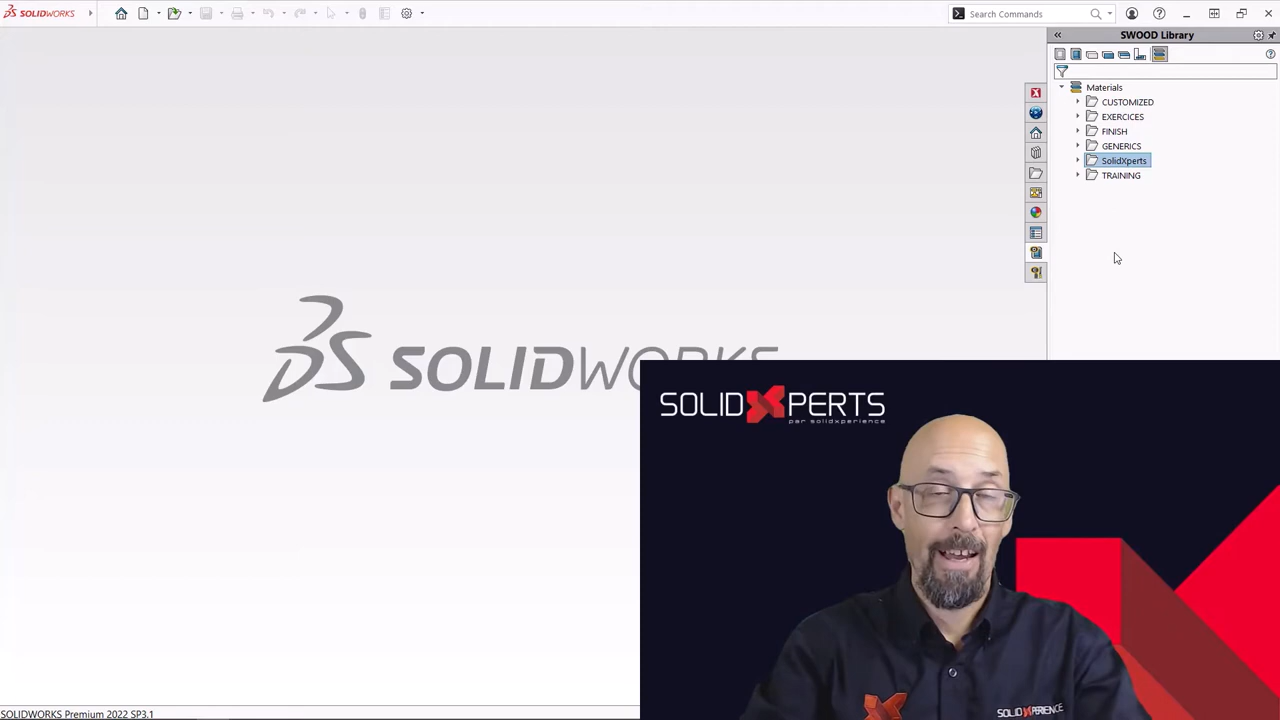 SOLIDWORKS
Search Commands
SWOOD Library
Materials
CUSTOMIZED
EXERCICES
FINISH
GENERICS
SolidXperts
TRAINING
SOLIDWORKS
SOLIDXPERTS
par solidxperience
SOLIDXPERIENCE
SOLIDWORKS Premium 2022 SP3.1